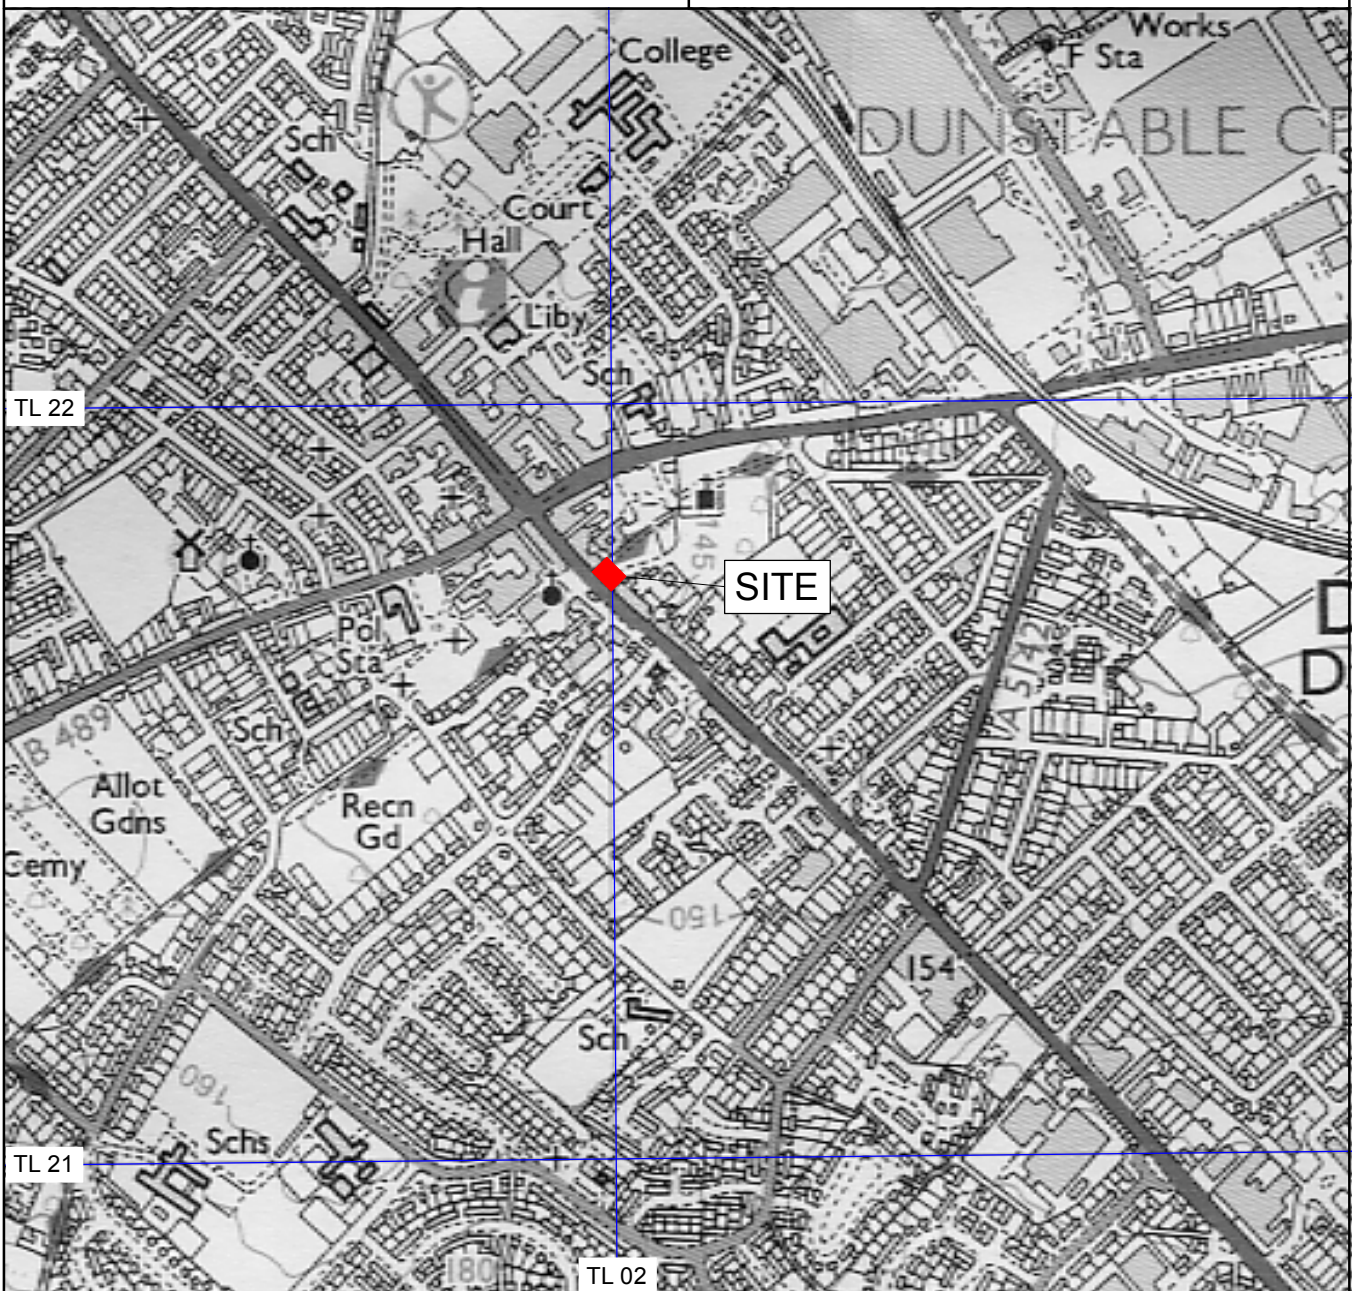 College
Works
F Sta
DUNSTABLE
Sch
Court
Hall
i
Liby
Sch
TL 22
145
SITE
Pol
Sta
A 5142
B 489
Sch
D
D
Allot
Gdns
Recn
Gd
Cemy
150
154
Sch
160
Schs
TL 21
180
TL 02